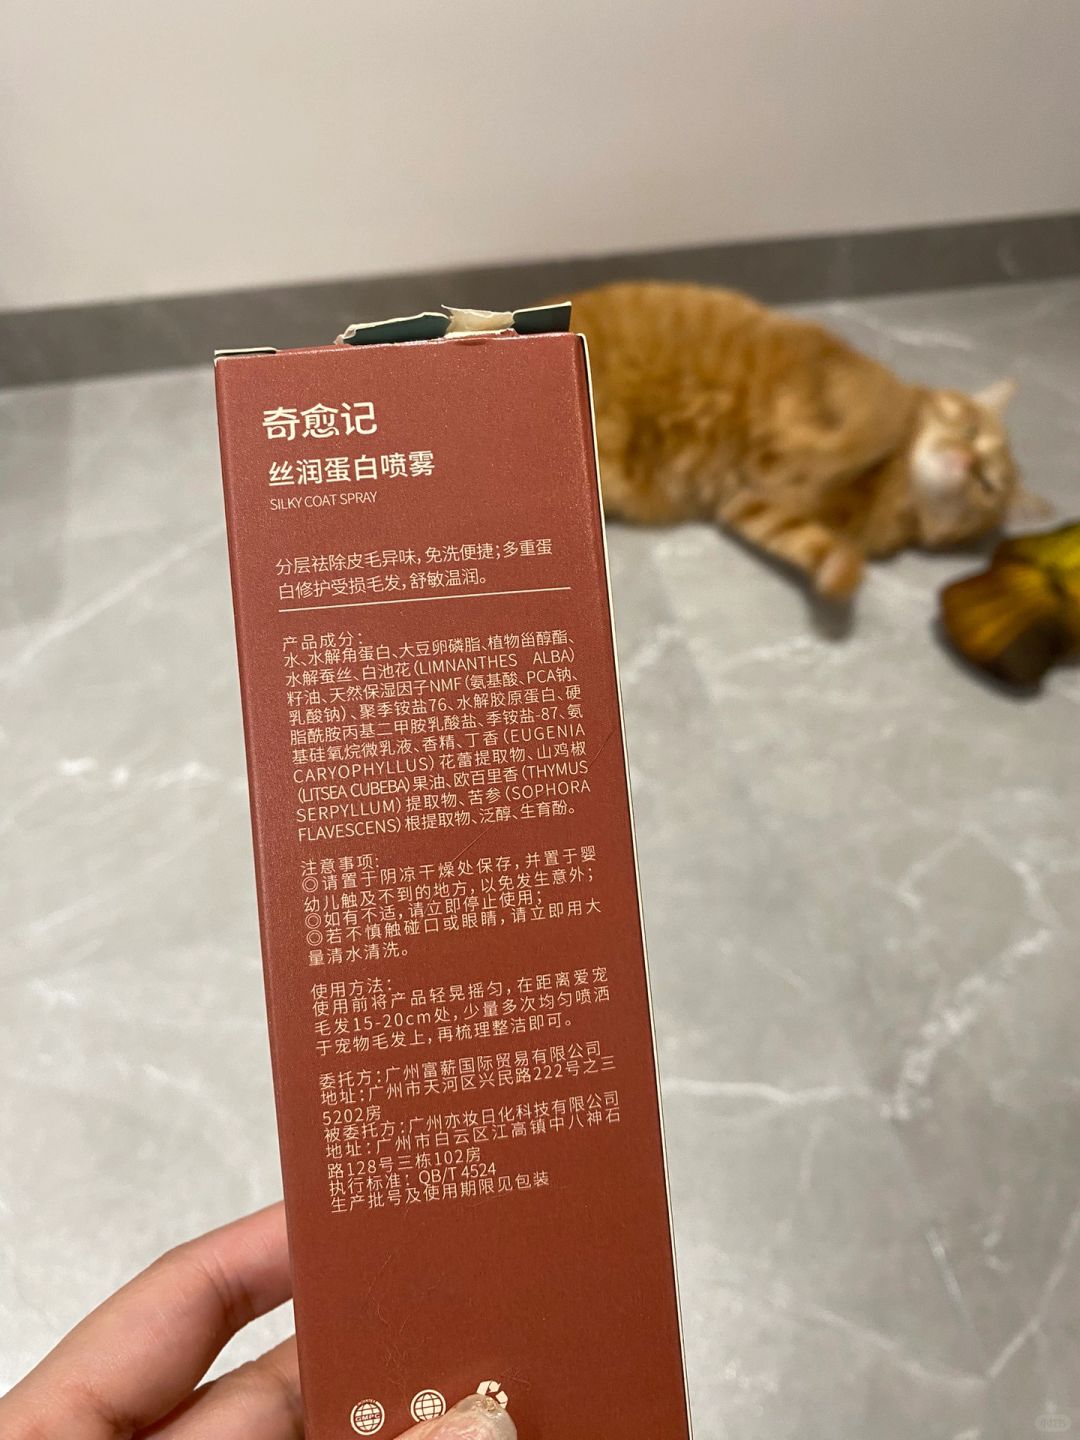 奇愈记
丝润蛋白喷雾
SILKY COAT SPRAY
分层祛除皮毛异味,免洗便捷;多重蛋
白修护受损毛发,舒敏温润。
产品成分:
水、水解角蛋白、大豆卵磷脂、植物甾醇酯、
水解蚕丝、白池花(LIMNANTHES ALBA)
籽油、天然保湿因子NMF(氨基酸、PCA钠、
乳酸钠)、聚季铵盐76、水解胶原蛋白、硬
脂酰胺丙基二甲胺乳酸盐、季铵盐-87、氨
基硅氧烷微乳液、香精、丁香(EUGENIA
CARYOPHYLLUS)花蕾提取物、山鸡椒
(LITSEA CUBEBA)果油、欧百里香(THYMUS
SERPYLLUM)提取物、苦参(SOPHORA
FLAVESCENS)根提取物、泛醇、生育酚。
注意事项:
◎请置于阴凉干燥处保存,并置于婴
幼儿触及不到的地方,以免发生意外;
◎如有不适,请立即停止使用;
◎若不慎触碰口或眼睛,请立即用大
量清水清洗。
使用方法:
使用前将产品轻晃摇匀,在距离爱宠
毛发15-20cm处,少量多次均匀喷洒
于宠物毛发上,再梳理整洁即可。
委托方:广州富薪国际贸易有限公司
地址:广州市天河区兴民路222号之三
5202房
被委托方:广州亦妆日化科技有限公司
地址:广州市白云区江高镇中八神石
路128号三栋102房
执行标准:QB/T 4524
生产批号及使用期限见包装
GMPC